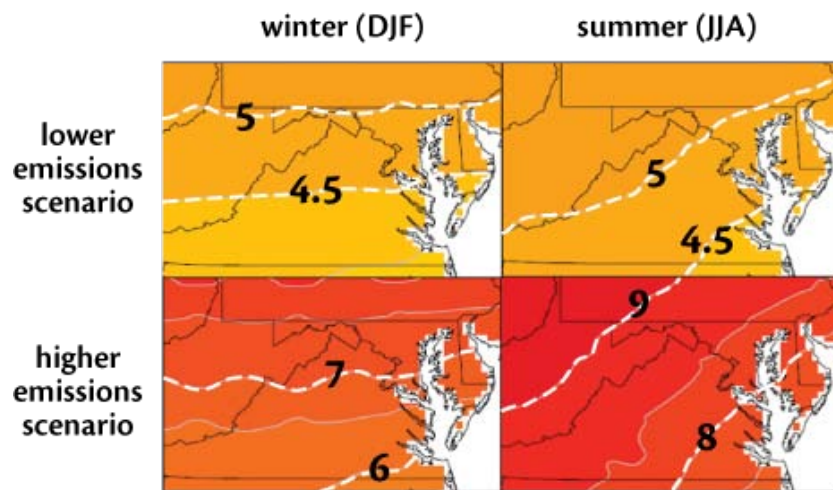 winter (DJF)
summer (JJA)
lower
emissions
scenario
5
4.5
5
4.5
higher
emissions
scenario
7
6
9
8